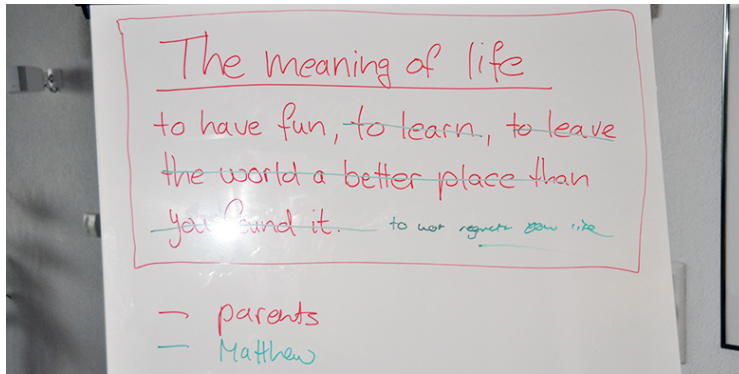 The meaning of life
to have fun, to learn, to leave
the world a better place than
you found it. to not regret your life
— parents
— Matthew